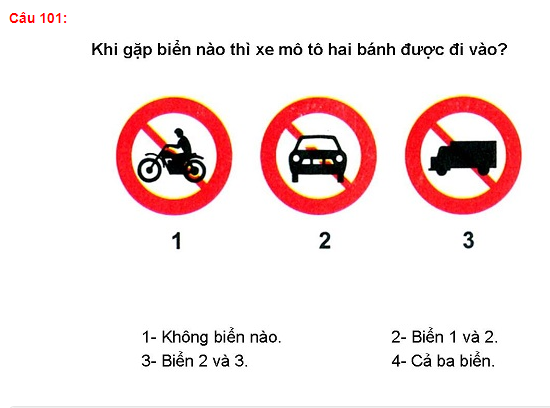 Câu 101:
Khi gặp biển nào thì xe mô tô hai bánh được đi vào?
1 2 3
1- Không biển nào. 2- Biển 1 và 2.
3- Biển 2 và 3. 4- Cả ba biển.